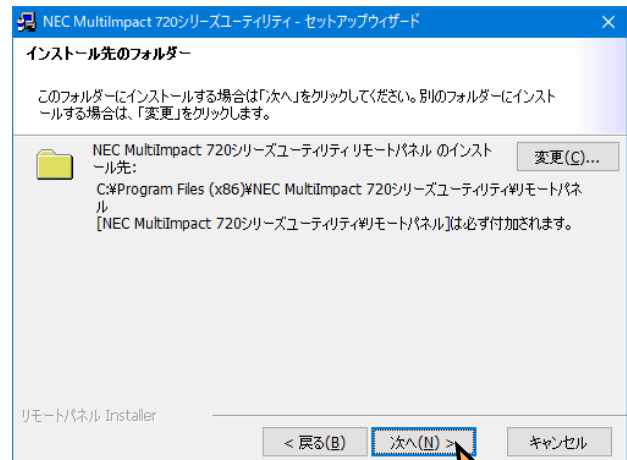 NEC MultiImpact 720シリーズユーティリティ - セットアップウィザード
インストール先のフォルダー
このフォルダーにインストールする場合は「次へ」をクリックしてください。別のフォルダーにインスト
ールする場合は、「変更」をクリックします。
NEC MultiImpact 720シリーズユーティリティ リモートパネル のインスト
ール先:
変更(C)...
C:¥Program Files (x86)¥NEC MultiImpact 720シリーズユーティリティ¥リモートパネ
ル
[NEC MultiImpact 720シリーズユーティリティ¥リモートパネル]は必ず付加されます。
リモートパネル Installer
< 戻る(B)
次へ(N) >
キャンセル